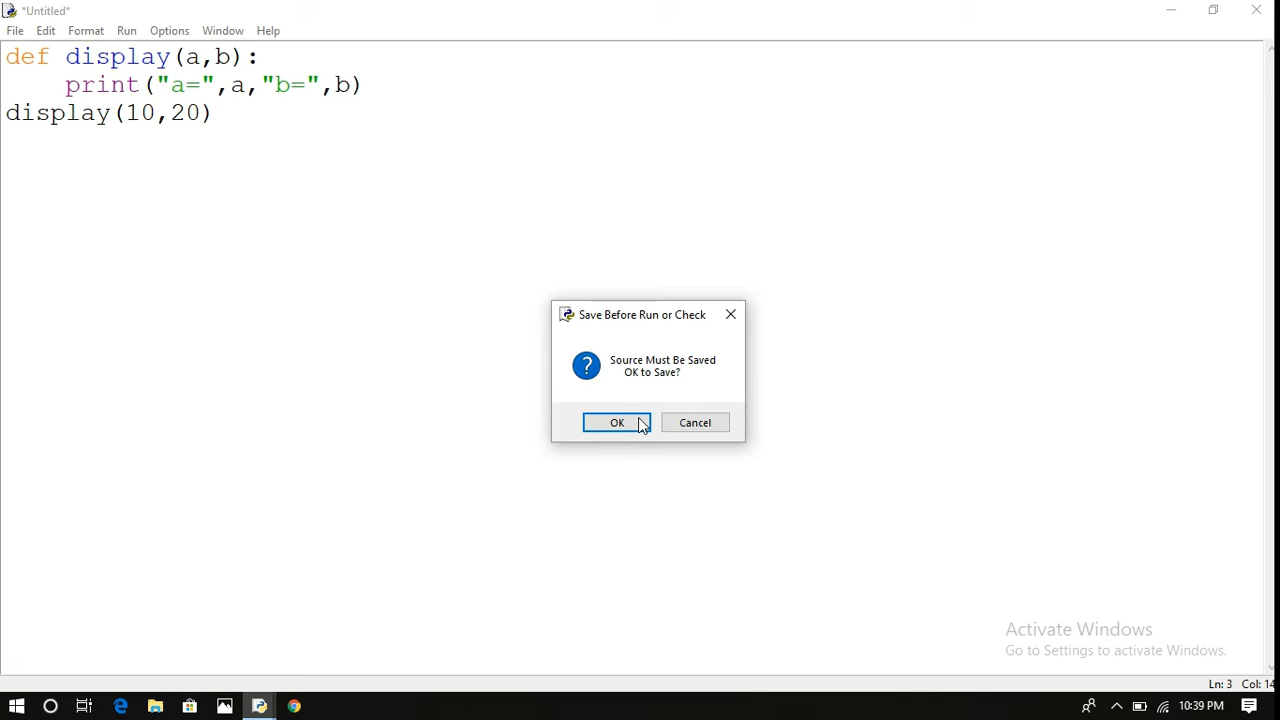 *Untitled*
File Edit Format Run Options Window Help
def display(a,b):
    print("a=",a,"b=",b)
display(10,20)
Save Before Run or Check
Source Must Be Saved
OK to Save?
OK Cancel
Activate Windows
Go to Settings to activate Windows.
Ln: 3 Col: 14
10:39 PM